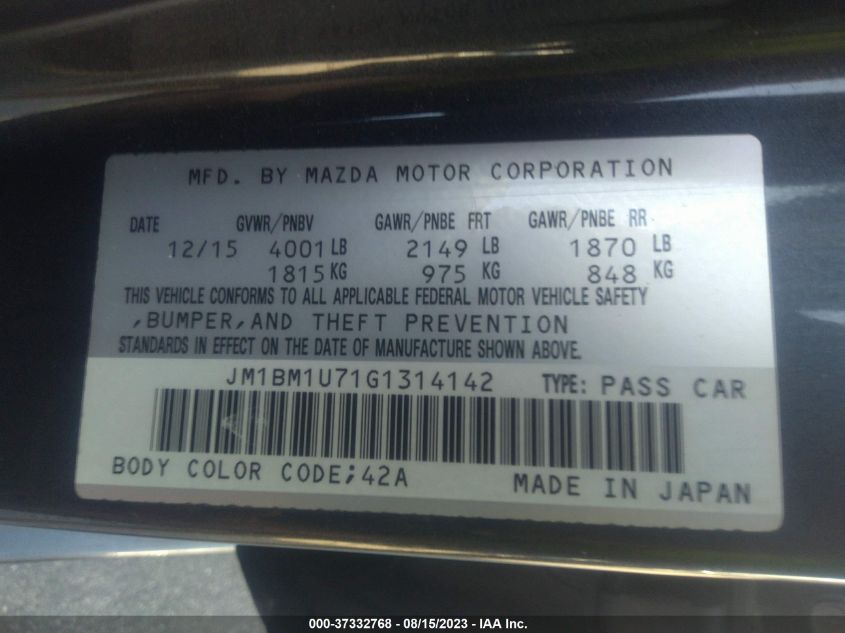 MFD. BY MAZDA MOTOR CORPORATION
DATE GVWR/PNBV GAWR/PNBE FRT GAWR/PNBE RR
12/15 4001 LB 2149 LB 1870 LB
1815 KG 975 KG 848 KG
THIS VEHICLE CONFORMS TO ALL APPLICABLE FEDERAL MOTOR VEHICLE SAFETY
,BUMPER,AND THEFT PREVENTION
STANDARDS IN EFFECT ON THE DATE OF MANUFACTURE SHOWN ABOVE.
JM1BM1U71G1314142 TYPE: PASS CAR
BODY COLOR CODE;42A MADE IN JAPAN
000-37332768 - 08/15/2023 - IAA Inc.